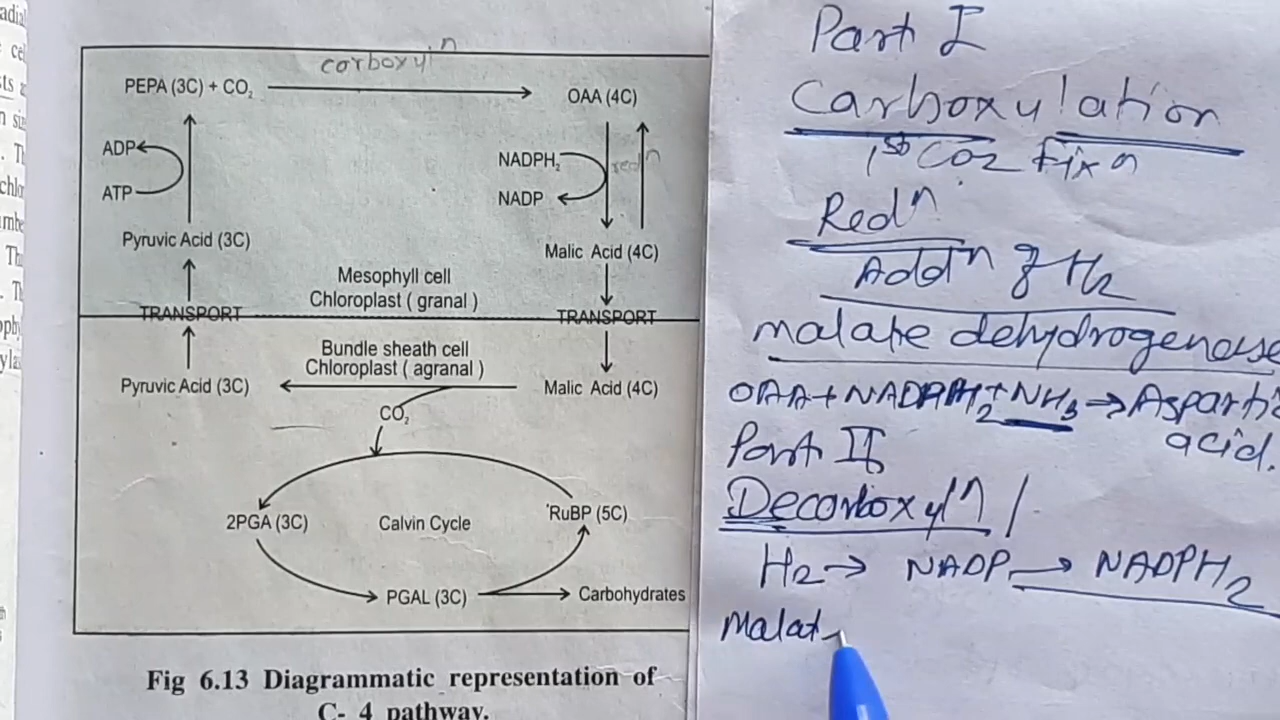 carboxylⁿ
PEPA (3C) + CO₂
OAA (4C)
ADP
ATP
NADPH₂
redⁿ
NADP
Pyruvic Acid (3C)
Malic Acid (4C)
Mesophyll cell
Chloroplast ( granal )
TRANSPORT
TRANSPORT
Bundle sheath cell
Chloroplast ( agranal )
Pyruvic Acid (3C)
Malic Acid (4C)
CO₂
2PGA (3C)
Calvin Cycle
RuBP (5C)
PGAL (3C)
Carbohydrates
Fig 6.13 Diagrammatic representation of
C- 4 pathway.
Part I
Carboxylation
1st CO₂ Fixⁿ
Redⁿ
Addⁿ of H₂
malate dehydrogenase
OAA + NADPH₂ + NH₃ → Aspartic
acid.
Part II
Decarboxylⁿ /
H₂ → NADP → NADPH₂
Malat